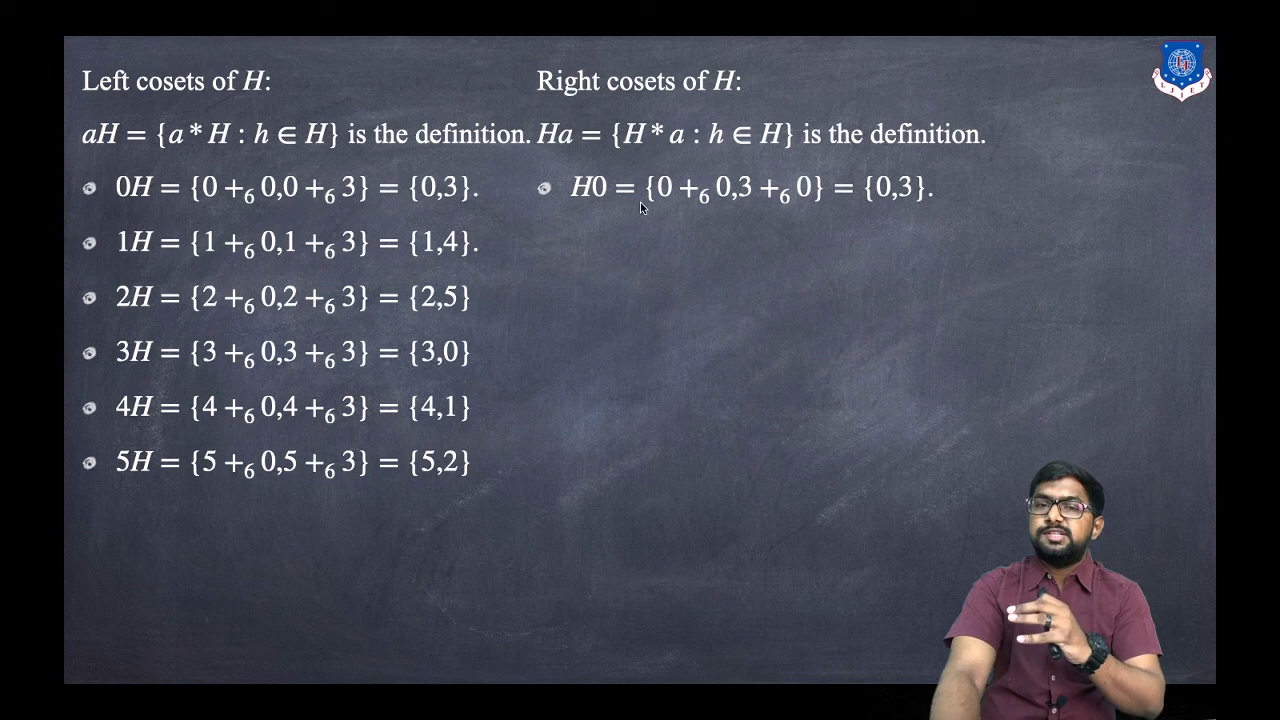 Left cosets of H:
aH = {a * H : h ∈ H} is the definition.
0H = {0 +₆ 0,0 +₆ 3} = {0,3}.
1H = {1 +₆ 0,1 +₆ 3} = {1,4}.
2H = {2 +₆ 0,2 +₆ 3} = {2,5}
3H = {3 +₆ 0,3 +₆ 3} = {3,0}
4H = {4 +₆ 0,4 +₆ 3} = {4,1}
5H = {5 +₆ 0,5 +₆ 3} = {5,2}
Right cosets of H:
Ha = {H * a : h ∈ H} is the definition.
H0 = {0 +₆ 0,3 +₆ 0} = {0,3}.